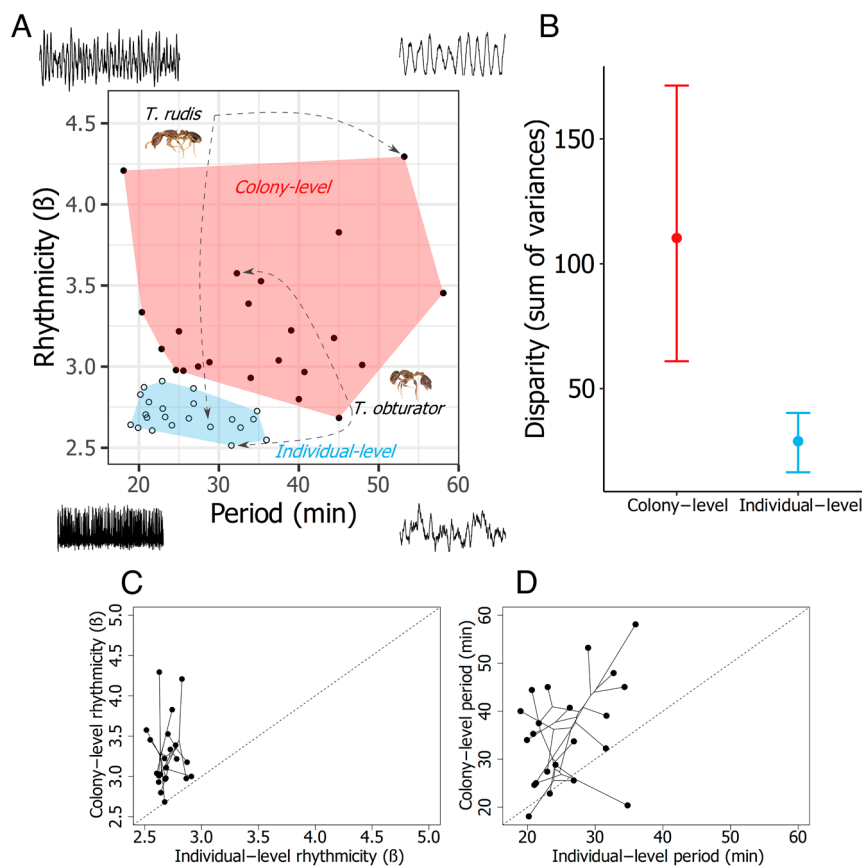 A
B
T. rudis
Colony-level
T. obturator
Individual-level
4.5
4.0
3.5
3.0
2.5
Rhythmicity (ß)
20 30 40 50 60
Period (min)
150
100
50
Disparity (sum of variances)
Colony−level Individual−level
C
D
5.0
4.5
4.0
3.5
3.0
2.5
Colony−level rhythmicity (ß)
2.5 3.0 3.5 4.0 4.5 5.0
Individual−level rhythmicity (ß)
60
50
40
30
20
Colony−level period (min)
20 30 40 50 60
Individual−level period (min)